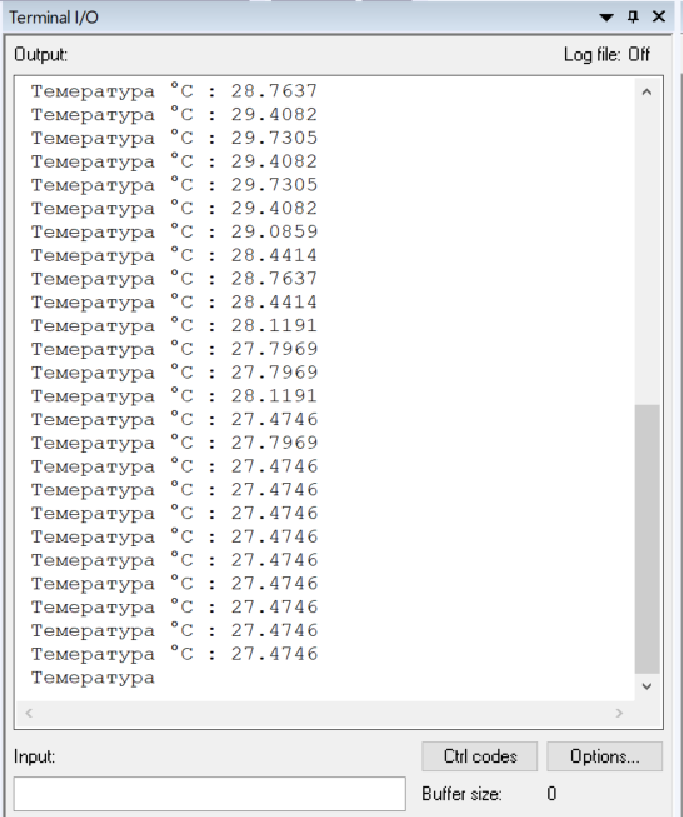 Terminal I/O
Output: Log file: Off
Темература °C : 28.7637
Темература °C : 29.4082
Темература °C : 29.7305
Темература °C : 29.4082
Темература °C : 29.7305
Темература °C : 29.4082
Темература °C : 29.0859
Темература °C : 28.4414
Темература °C : 28.7637
Темература °C : 28.4414
Темература °C : 28.1191
Темература °C : 27.7969
Темература °C : 27.7969
Темература °C : 28.1191
Темература °C : 27.4746
Темература °C : 27.7969
Темература °C : 27.4746
Темература °C : 27.4746
Темература °C : 27.4746
Темература °C : 27.4746
Темература °C : 27.4746
Темература °C : 27.4746
Темература °C : 27.4746
Темература °C : 27.4746
Темература °C : 27.4746
Темература
Input: Ctrl codes Options...
Buffer size: 0